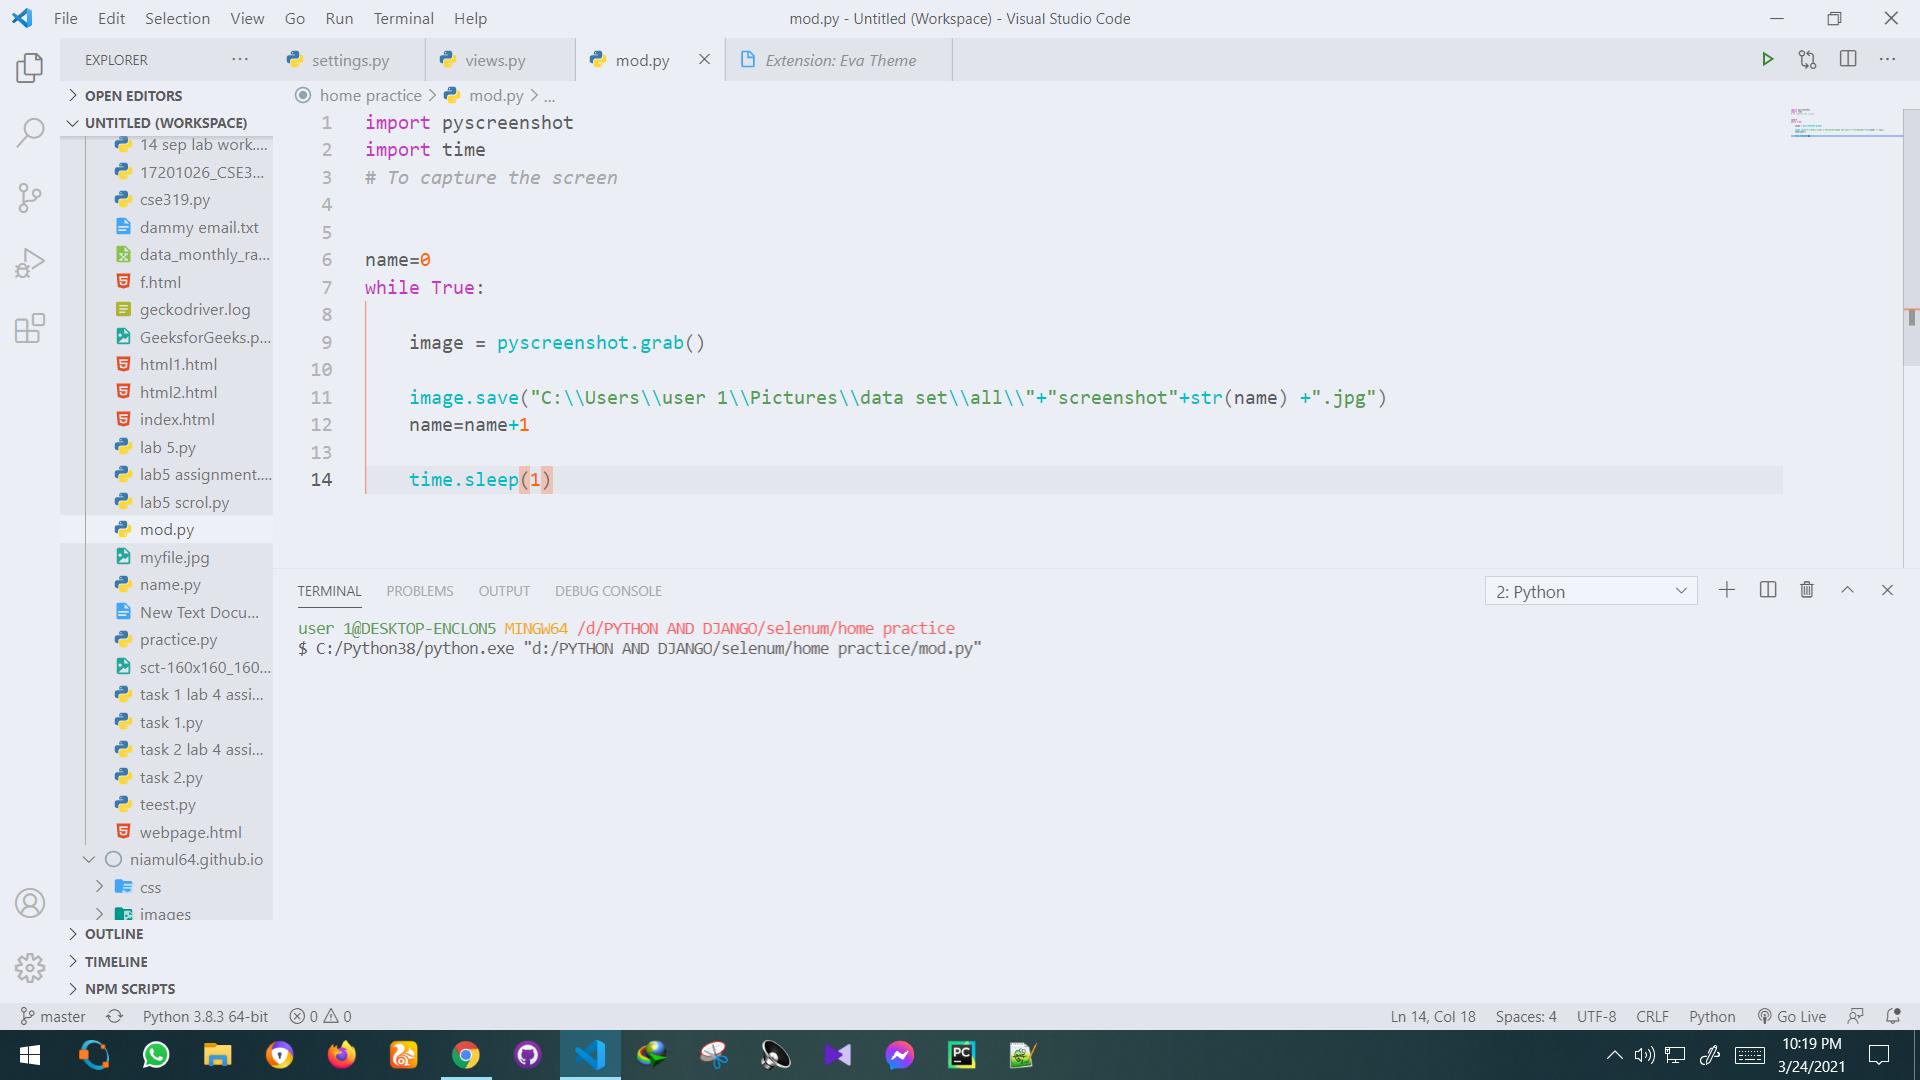 File Edit Selection View Go Run Terminal Help
mod.py - Untitled (Workspace) - Visual Studio Code
EXPLORER
settings.py
views.py
mod.py
Extension: Eva Theme
OPEN EDITORS
UNTITLED (WORKSPACE)
home practice > mod.py > ...
14 sep lab work....
17201026_CSE3...
cse319.py
dammy email.txt
data_monthly_ra...
f.html
geckodriver.log
GeeksforGeeks.p...
html1.html
html2.html
index.html
lab 5.py
lab5 assignment....
lab5 scrol.py
mod.py
myfile.jpg
name.py
New Text Docu...
practice.py
sct-160x160_160...
task 1 lab 4 assi...
task 1.py
task 2 lab 4 assi...
task 2.py
teest.py
webpage.html
niamul64.github.io
css
images
OUTLINE
TIMELINE
NPM SCRIPTS
1 import pyscreenshot
2 import time
3 # To capture the screen
4
5
6 name=0
7 while True:
8
9 image = pyscreenshot.grab()
10
11 image.save("C:\\Users\\user 1\\Pictures\\data set\\all\\"+"screenshot"+str(name) +".jpg")
12 name=name+1
13
14 time.sleep(1)
TERMINAL PROBLEMS OUTPUT DEBUG CONSOLE
2: Python
user 1@DESKTOP-ENCLON5 MINGW64 /d/PYTHON AND DJANGO/selenum/home practice
$ C:/Python38/python.exe "d:/PYTHON AND DJANGO/selenum/home practice/mod.py"
master Python 3.8.3 64-bit 0 0
Ln 14, Col 18 Spaces: 4 UTF-8 CRLF Python Go Live
10:19 PM
3/24/2021